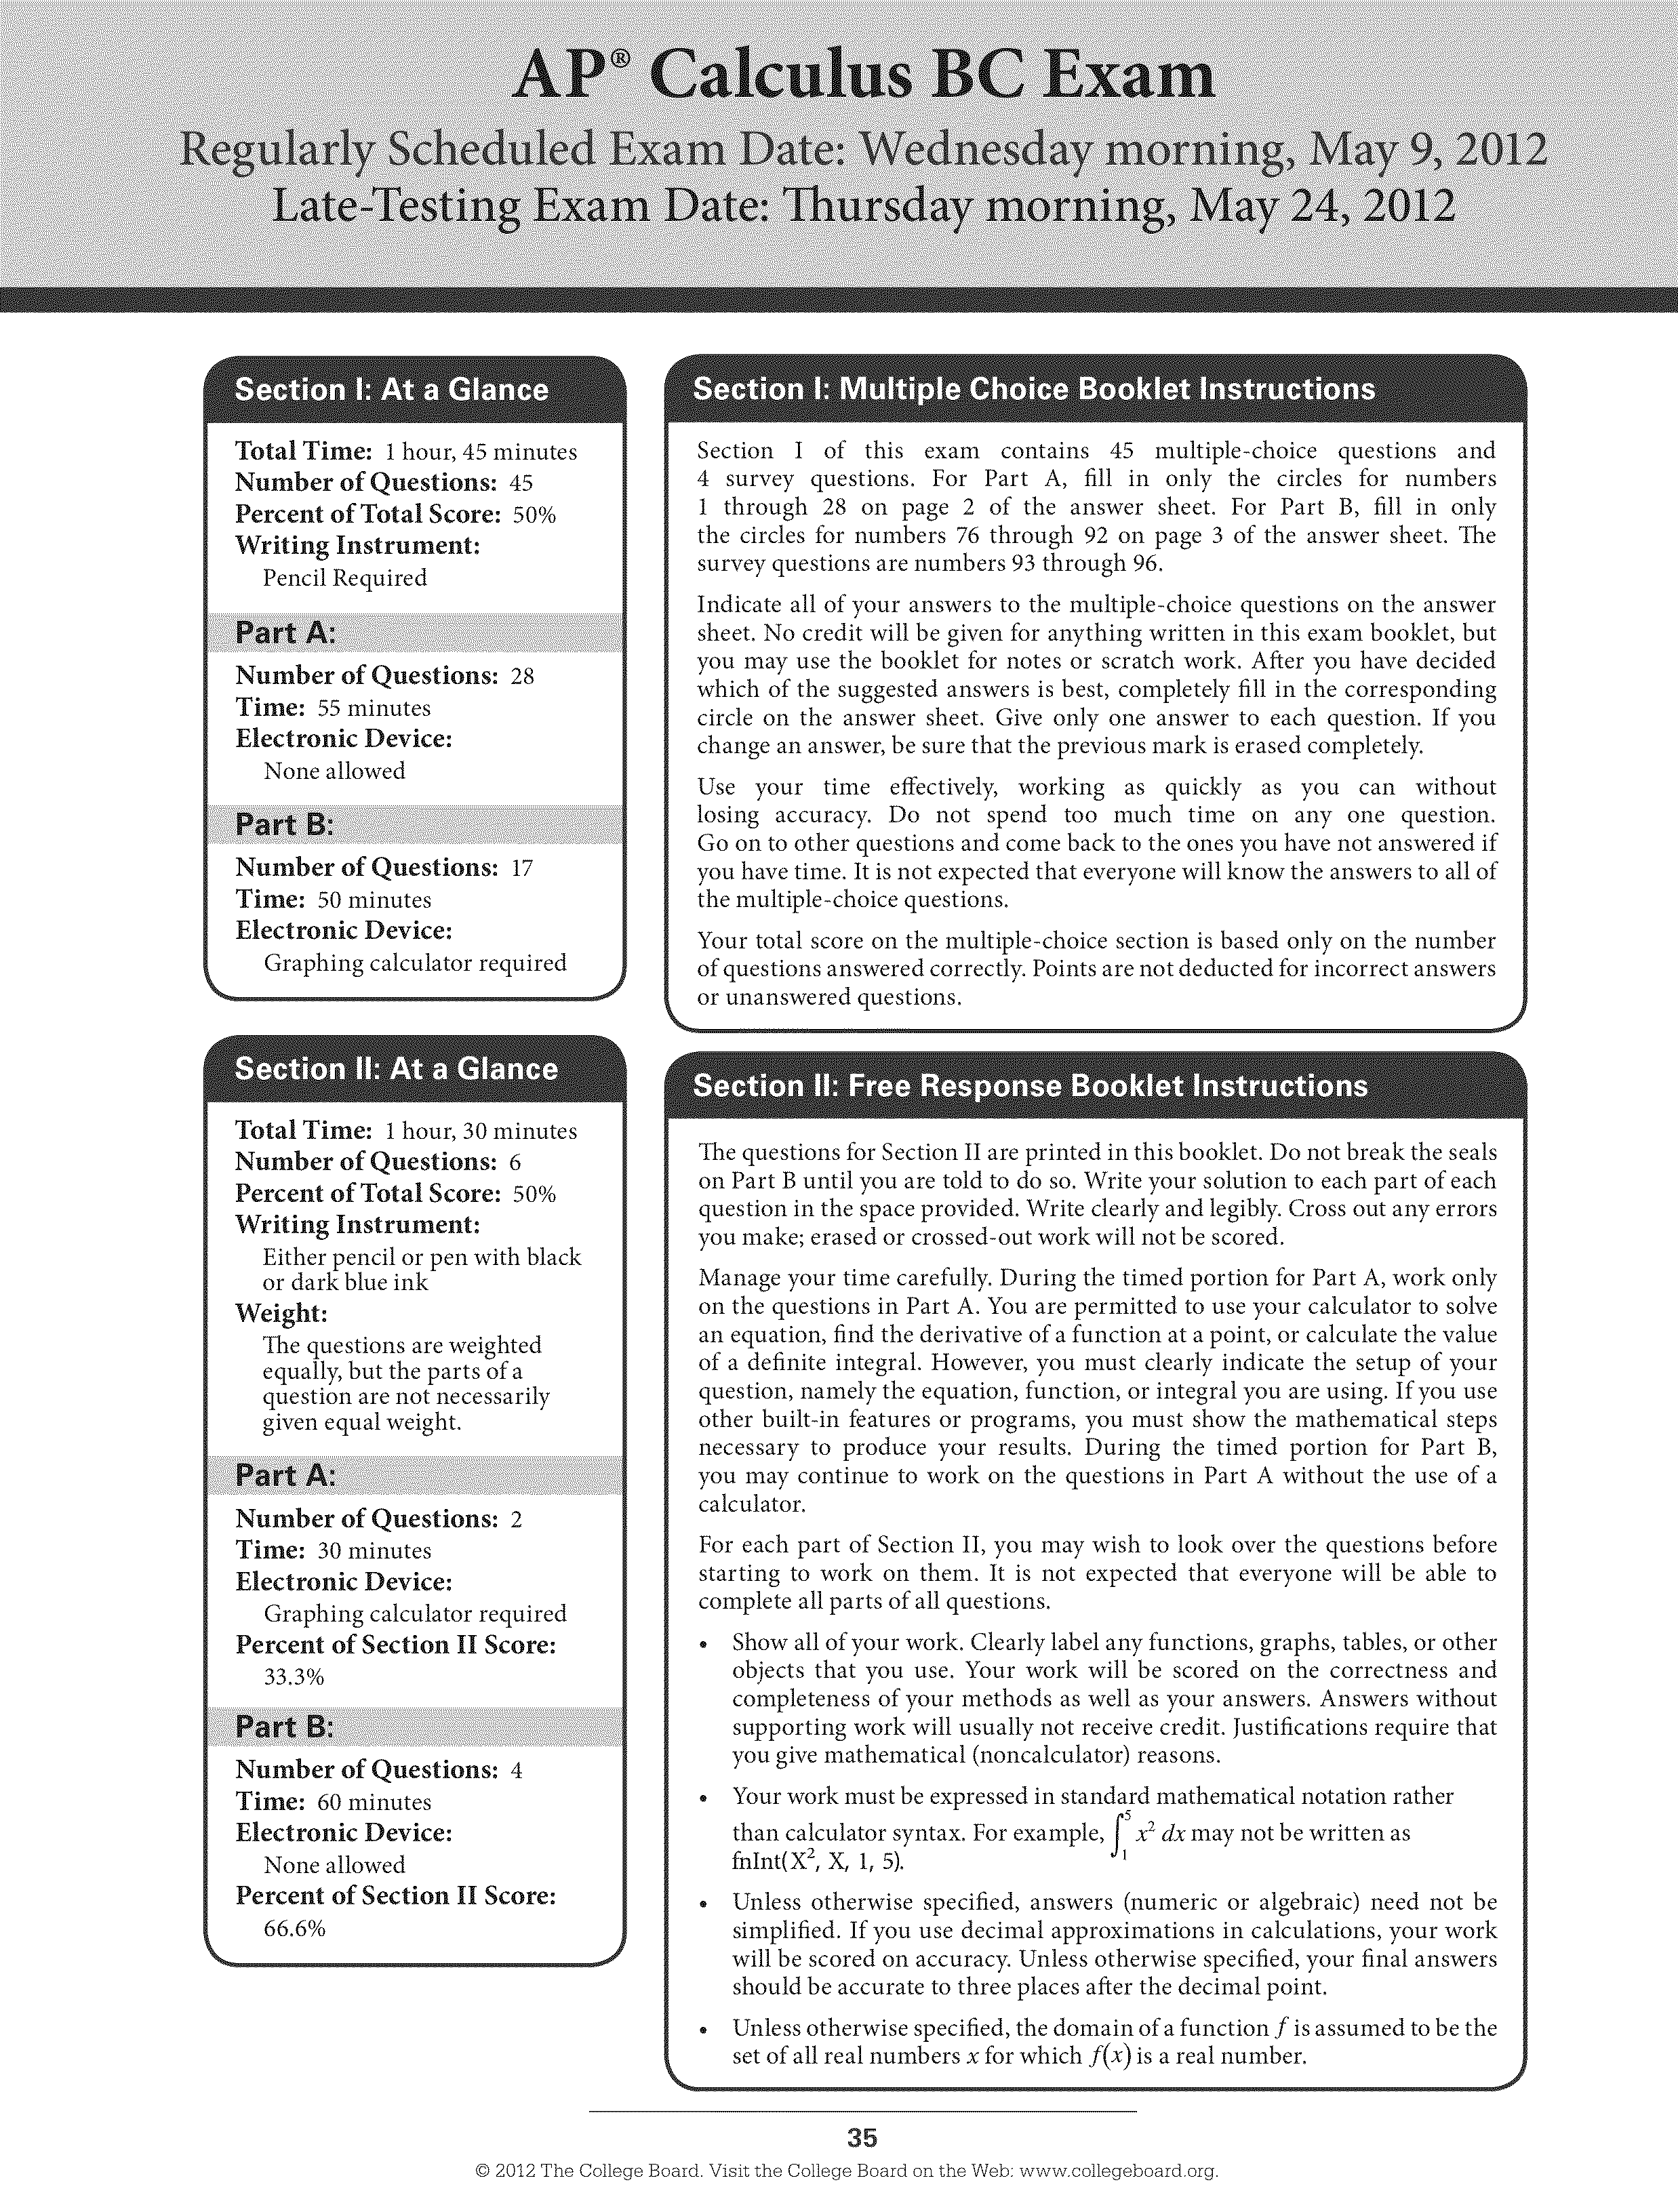 AP® Calculus BC Exam
Regularly Scheduled Exam Date: Wednesday morning, May 9, 2012
Late-Testing Exam Date: Thursday morning, May 24, 2012
Section I: At a Glance
Total Time: 1 hour, 45 minutes
Number of Questions: 45
Percent of Total Score: 50%
Writing Instrument:
Pencil Required
Part A:
Number of Questions: 28
Time: 55 minutes
Electronic Device:
None allowed
Part B:
Number of Questions: 17
Time: 50 minutes
Electronic Device:
Graphing calculator required
Section II: At a Glance
Total Time: 1 hour, 30 minutes
Number of Questions: 6
Percent of Total Score: 50%
Writing Instrument:
Either pencil or pen with black
or dark blue ink
Weight:
The questions are weighted
equally, but the parts of a
question are not necessarily
given equal weight.
Part A:
Number of Questions: 2
Time: 30 minutes
Electronic Device:
Graphing calculator required
Percent of Section II Score:
33.3%
Part B:
Number of Questions: 4
Time: 60 minutes
Electronic Device:
None allowed
Percent of Section II Score:
66.6%
Section I: Multiple Choice Booklet Instructions
Section I of this exam contains 45 multiple-choice questions and
4 survey questions. For Part A, fill in only the circles for numbers
1 through 28 on page 2 of the answer sheet. For Part B, fill in only
the circles for numbers 76 through 92 on page 3 of the answer sheet. The
survey questions are numbers 93 through 96.
Indicate all of your answers to the multiple-choice questions on the answer
sheet. No credit will be given for anything written in this exam booklet, but
you may use the booklet for notes or scratch work. After you have decided
which of the suggested answers is best, completely fill in the corresponding
circle on the answer sheet. Give only one answer to each question. If you
change an answer, be sure that the previous mark is erased completely.
Use your time effectively, working as quickly as you can without
losing accuracy. Do not spend too much time on any one question.
Go on to other questions and come back to the ones you have not answered if
you have time. It is not expected that everyone will know the answers to all of
the multiple-choice questions.
Your total score on the multiple-choice section is based only on the number
of questions answered correctly. Points are not deducted for incorrect answers
or unanswered questions.
Section II: Free Response Booklet Instructions
The questions for Section II are printed in this booklet. Do not break the seals
on Part B until you are told to do so. Write your solution to each part of each
question in the space provided. Write clearly and legibly. Cross out any errors
you make; erased or crossed-out work will not be scored.
Manage your time carefully. During the timed portion for Part A, work only
on the questions in Part A. You are permitted to use your calculator to solve
an equation, find the derivative of a function at a point, or calculate the value
of a definite integral. However, you must clearly indicate the setup of your
question, namely the equation, function, or integral you are using. If you use
other built-in features or programs, you must show the mathematical steps
necessary to produce your results. During the timed portion for Part B,
you may continue to work on the questions in Part A without the use of a
calculator.
For each part of Section II, you may wish to look over the questions before
starting to work on them. It is not expected that everyone will be able to
complete all parts of all questions.
• Show all of your work. Clearly label any functions, graphs, tables, or other
objects that you use. Your work will be scored on the correctness and
completeness of your methods as well as your answers. Answers without
supporting work will usually not receive credit. Justifications require that
you give mathematical (noncalculator) reasons.
• Your work must be expressed in standard mathematical notation rather
than calculator syntax. For example, ∫₁⁵ x² dx may not be written as
fnInt(X², X, 1, 5).
• Unless otherwise specified, answers (numeric or algebraic) need not be
simplified. If you use decimal approximations in calculations, your work
will be scored on accuracy. Unless otherwise specified, your final answers
should be accurate to three places after the decimal point.
• Unless otherwise specified, the domain of a function f is assumed to be the
set of all real numbers x for which f(x) is a real number.
35
© 2012 The College Board. Visit the College Board on the Web: www.collegeboard.org.